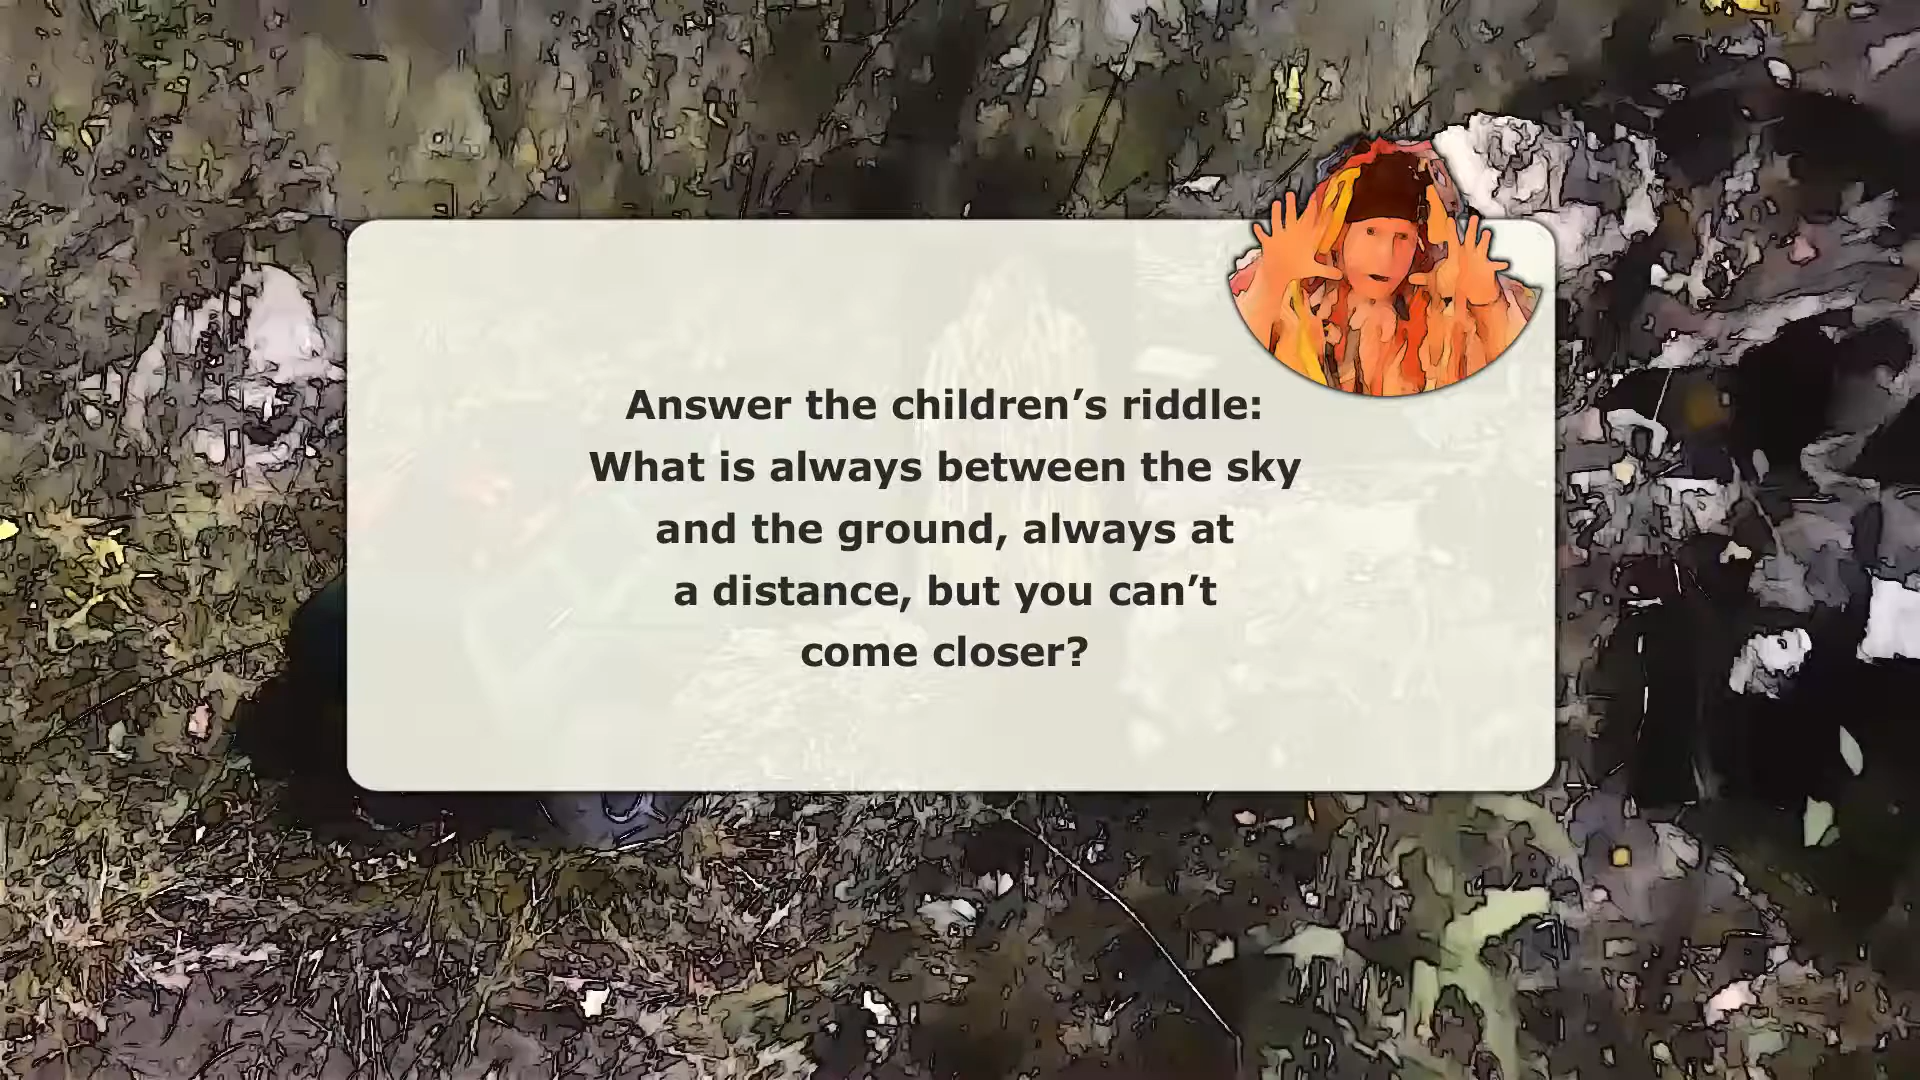 Answer the children’s riddle:
What is always between the sky
and the ground, always at
a distance, but you can’t
come closer?